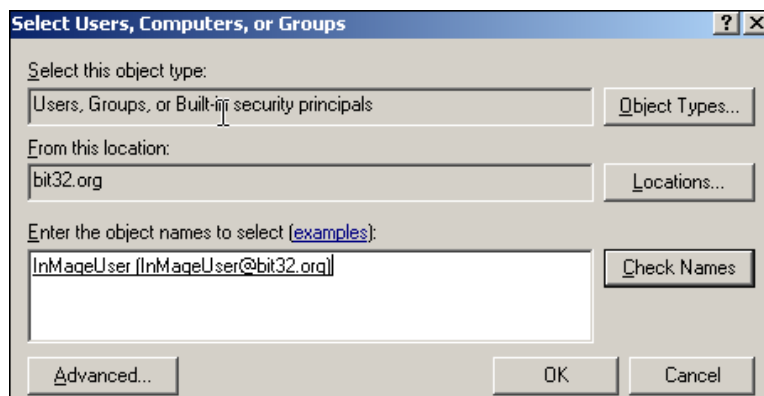 Select Users, Computers, or Groups
Select this object type:
Users, Groups, or Built-in security principals
Object Types...
From this location:
bit32.org
Locations...
Enter the object names to select (examples):
InMageUser (InMageUser@bit32.org)
Check Names
Advanced...
OK
Cancel